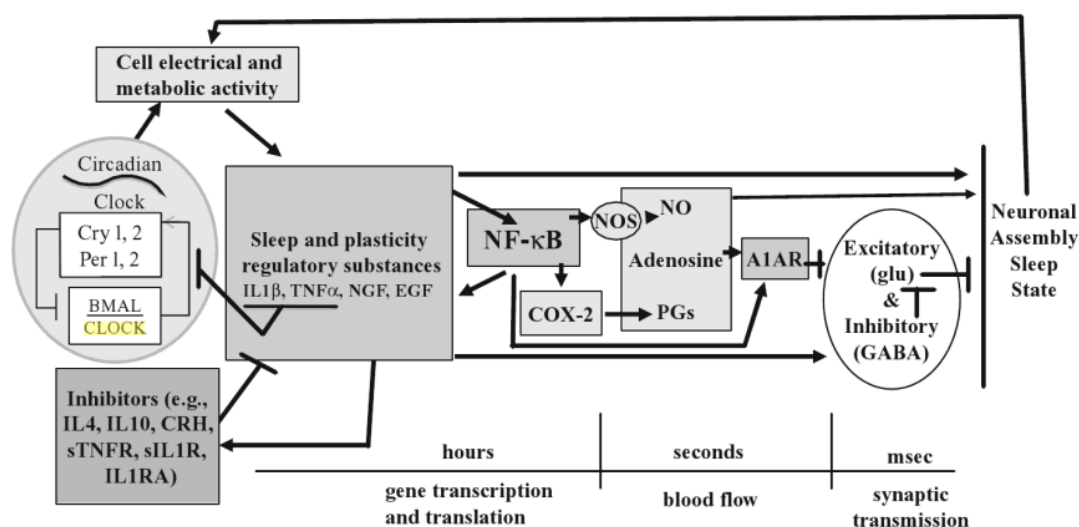 Cell electrical and
metabolic activity
Circadian
Clock
Cry 1, 2
Per 1, 2
BMAL
CLOCK
Sleep and plasticity
regulatory substances
IL1β, TNFα, NGF, EGF
Inhibitors (e.g.,
IL4, IL10, CRH,
sTNFR, sIL1R,
IL1RA)
NF-κB
COX-2
NOS
NO
Adenosine
PGs
A1AR
Excitatory
(glu)
&
Inhibitory
(GABA)
Neuronal
Assembly
Sleep
State
hours
seconds
msec
gene transcription
and translation
blood flow
synaptic
transmission